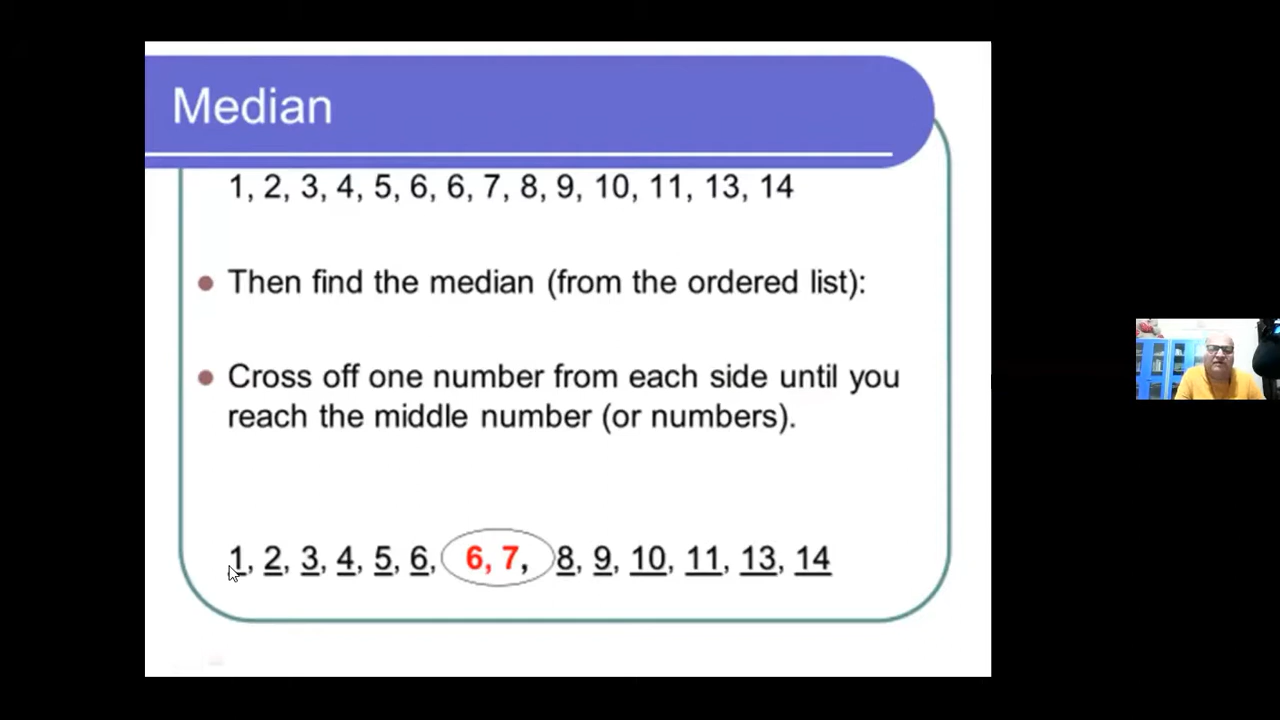 Median
1, 2, 3, 4, 5, 6, 6, 7, 8, 9, 10, 11, 13, 14
Then find the median (from the ordered list):
Cross off one number from each side until you
reach the middle number (or numbers).
1, 2, 3, 4, 5, 6, 6, 7, 8, 9, 10, 11, 13, 14